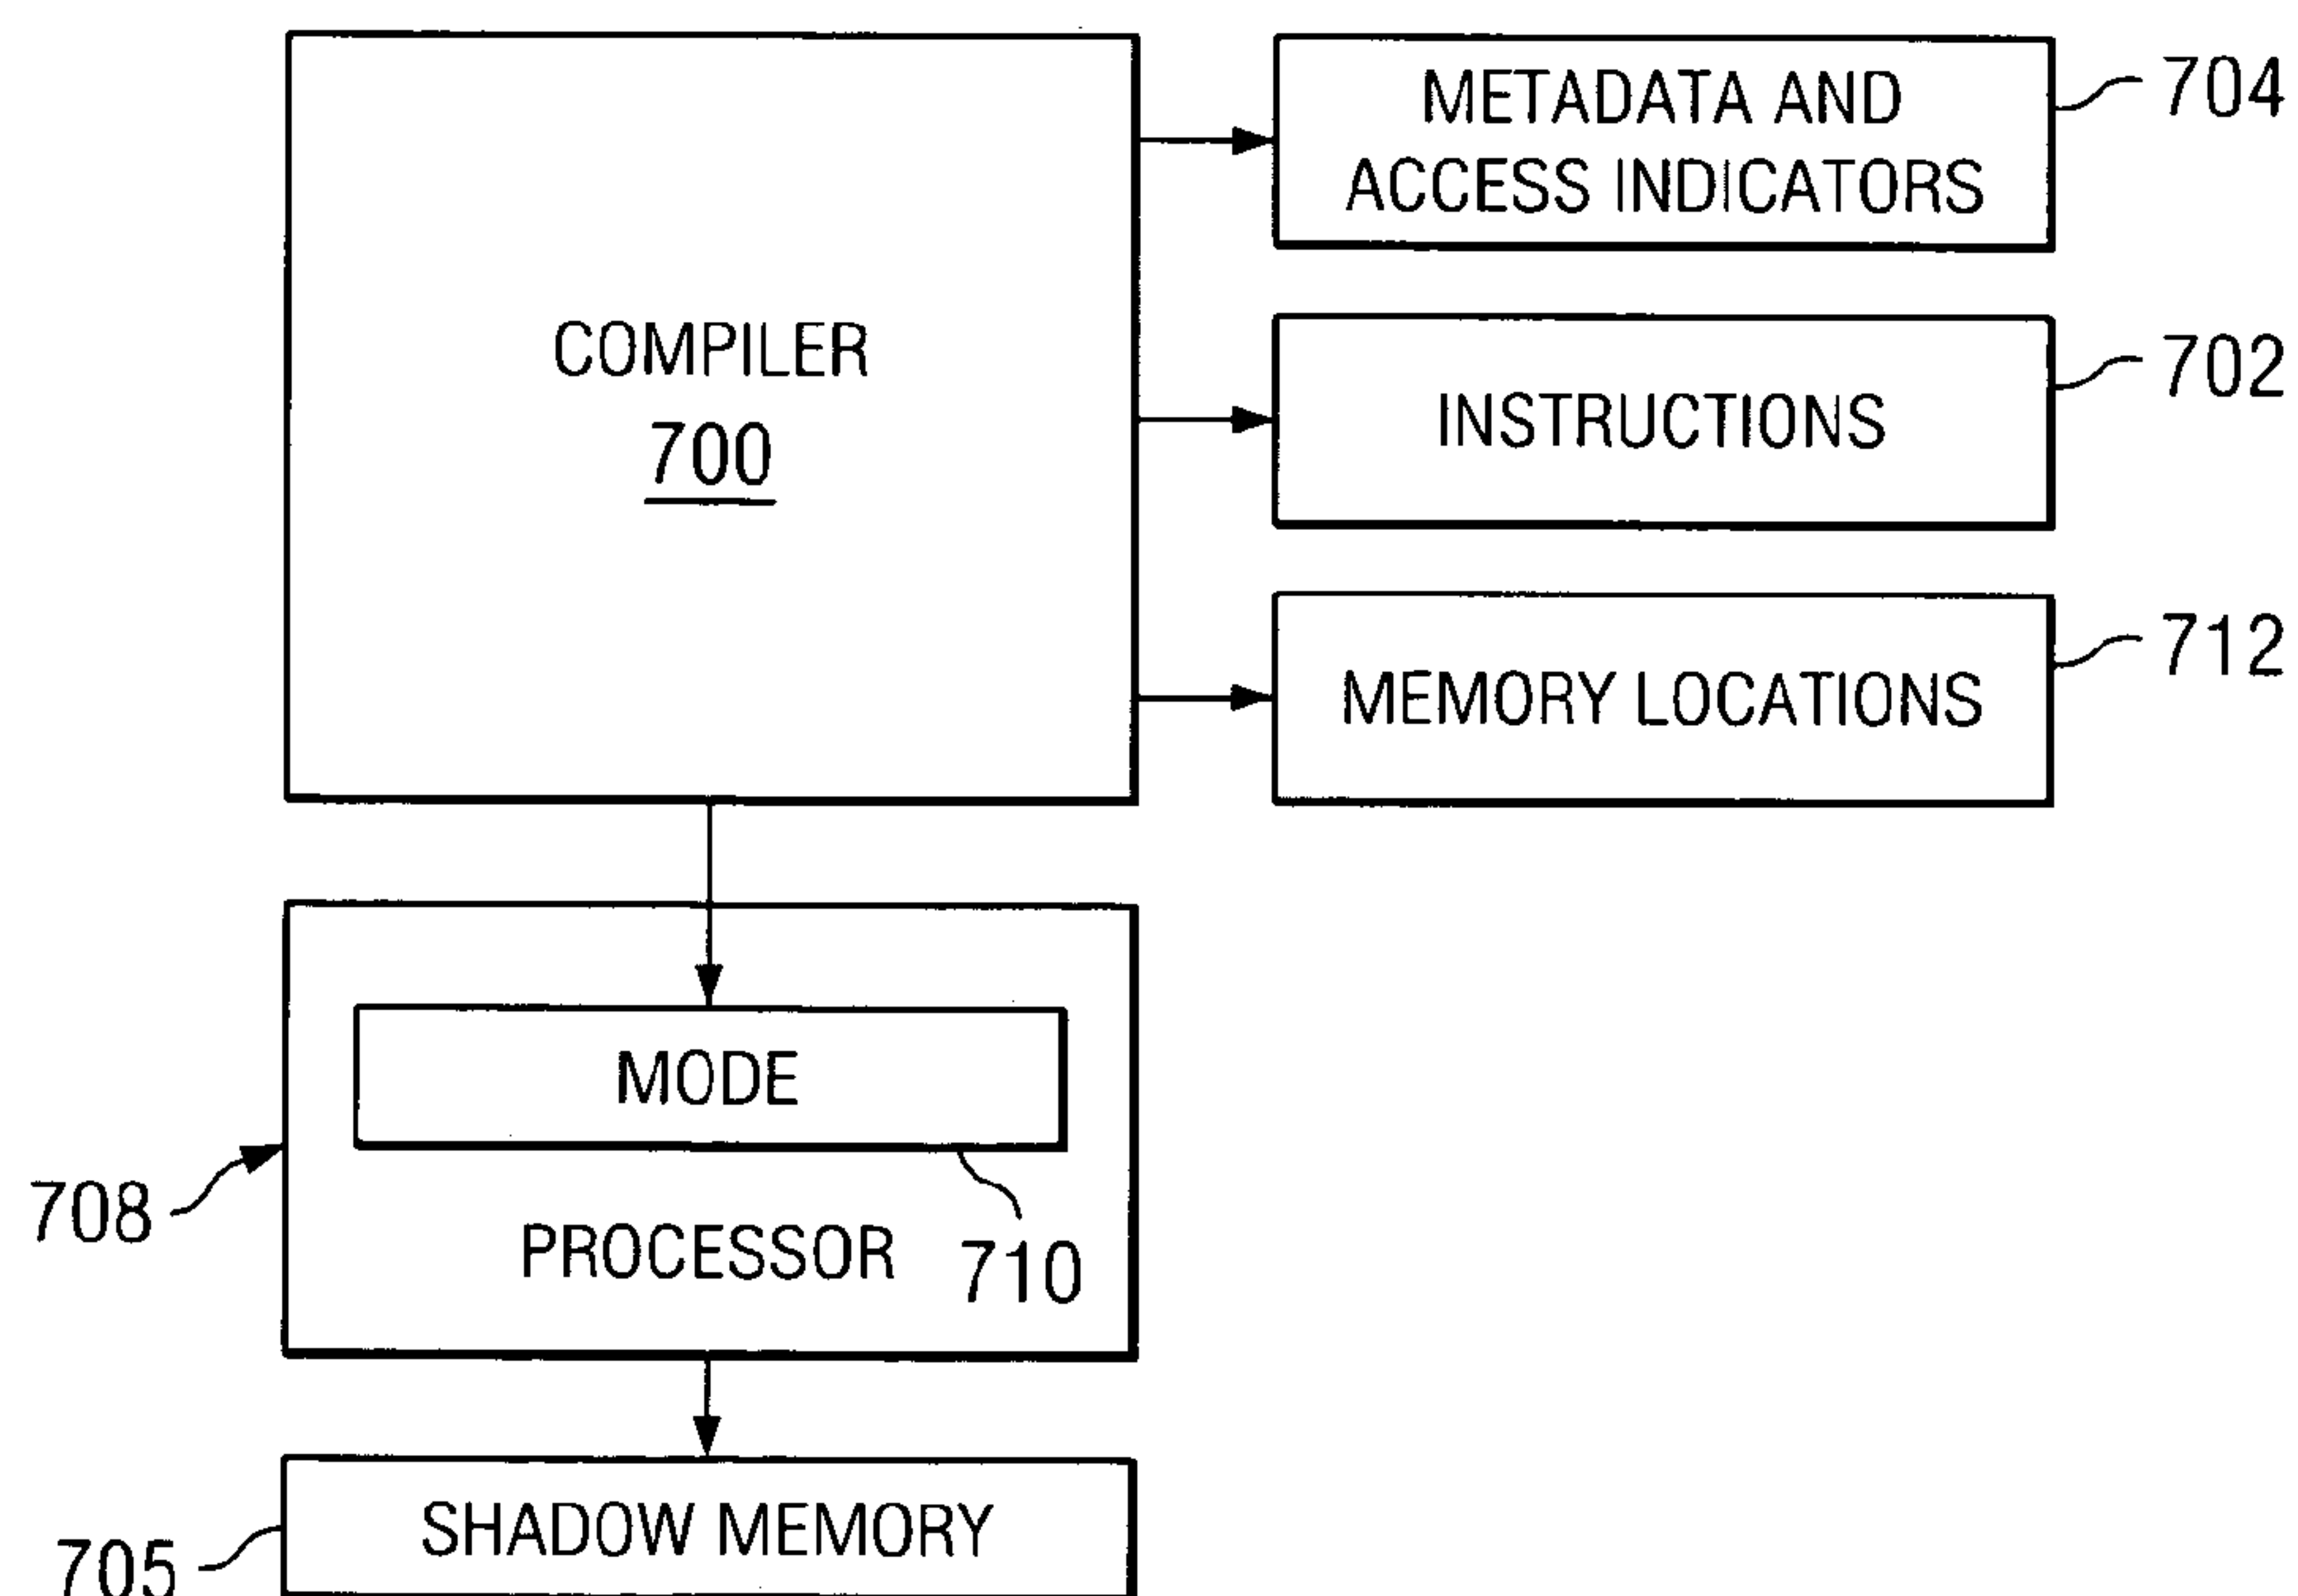 METADATA AND
ACCESS INDICATORS
704
COMPILER
700
INSTRUCTIONS
702
MEMORY LOCATIONS
712
MODE
710
PROCESSOR
708
SHADOW MEMORY
705